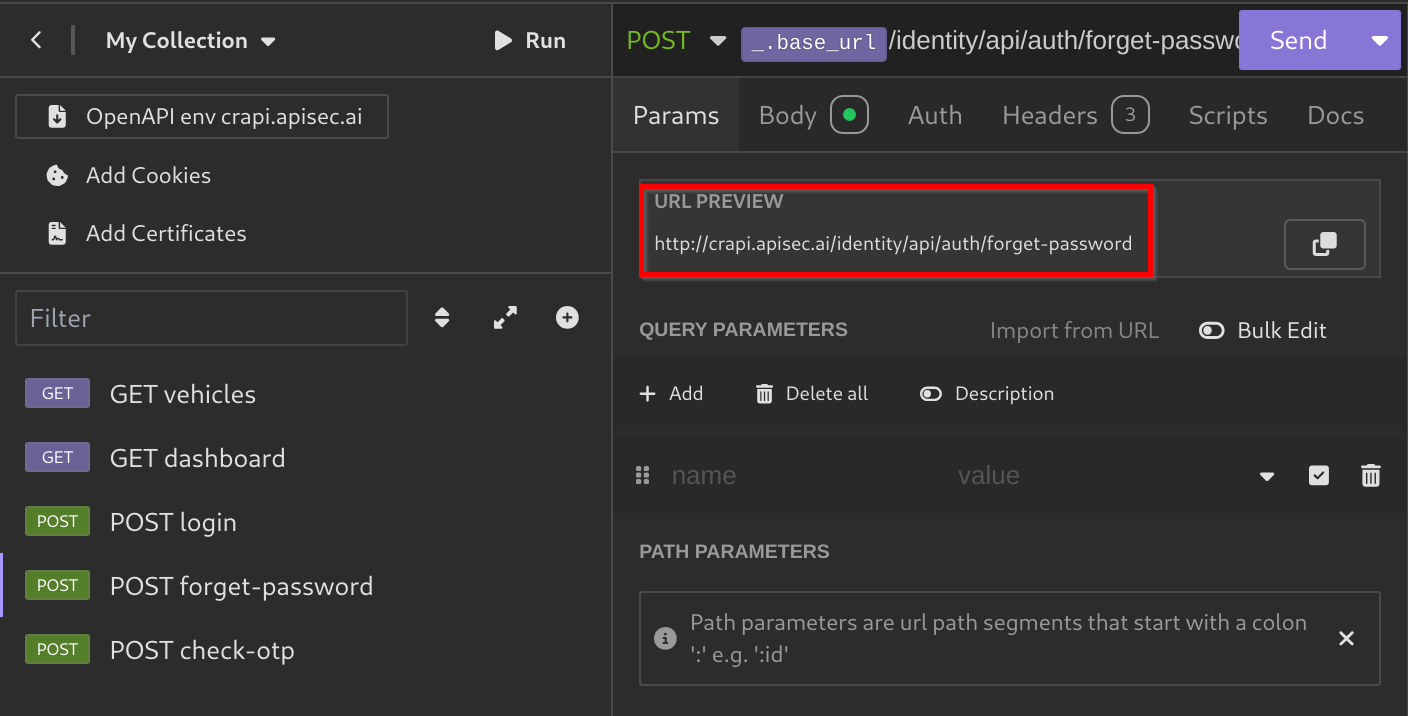 My Collection
Run
OpenAPI env crapi.apisec.ai
Add Cookies
Add Certificates
Filter
GET GET vehicles
GET GET dashboard
POST POST login
POST POST forget-password
POST POST check-otp
POST _.base_url /identity/api/auth/forget-passwo Send
Params Body Auth Headers 3 Scripts Docs
URL PREVIEW
http://crapi.apisec.ai/identity/api/auth/forget-password
QUERY PARAMETERS Import from URL Bulk Edit
Add Delete all Description
name value
PATH PARAMETERS
Path parameters are url path segments that start with a colon
':' e.g. ':id'